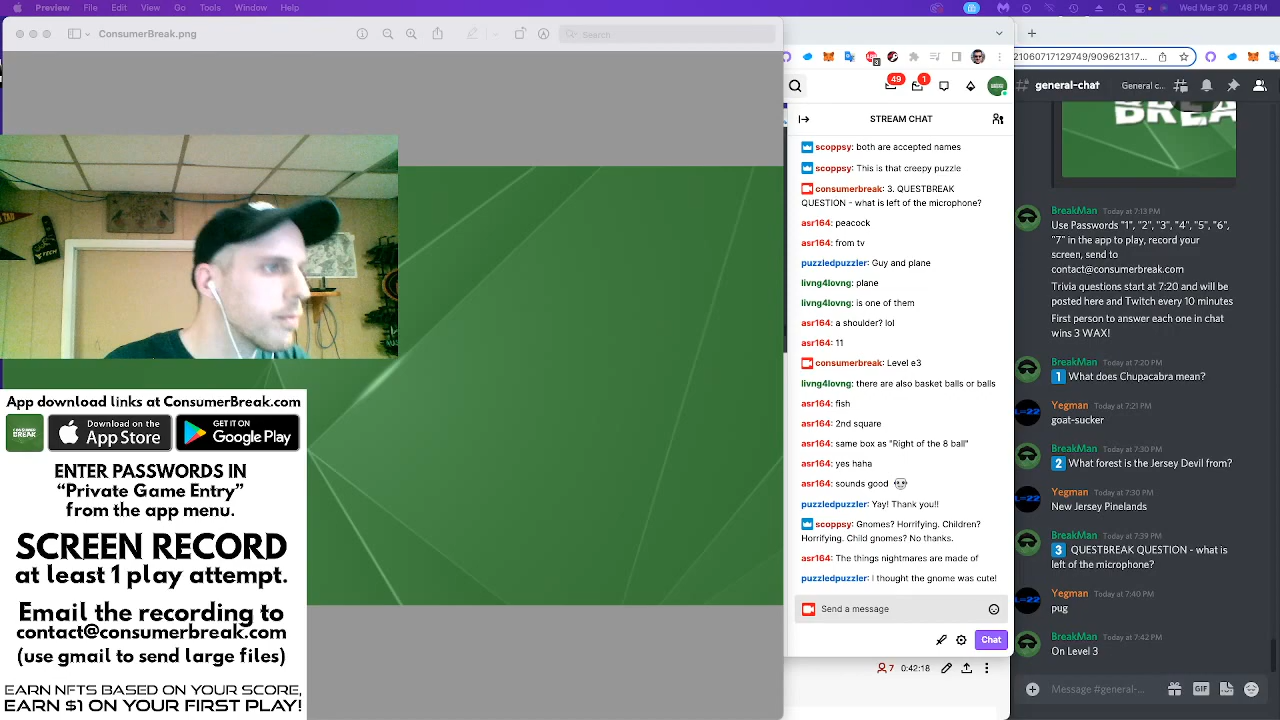 Preview File Edit View Go Tools Window Help
Wed Mar 9 7:48 PM
ConsumerBreak.png
Search
App download links at ConsumerBreak.com
CONSUMER BREAK
Download on the App Store
GET IT ON Google Play
ENTER PASSWORDS IN
“Private Game Entry”
from the app menu.
SCREEN RECORD
at least 1 play attempt.
Email the recording to
contact@consumerbreak.com
(use gmail to send large files)
EARN NFTS BASED ON YOUR SCORE,
EARN $1 ON YOUR FIRST PLAY!
21060717129749/909621317...
49
1
STREAM CHAT
scoppsy: both are accepted names
scoppsy: This is that creepy puzzle
consumerbreak: 3. QUESTBREAK
QUESTION - what is left of the microphone?
asr164: peacock
asr164: from tv
puzzledpuzzler: Guy and plane
livng4lovng: plane
livng4lovng: is one of them
asr164: a shoulder? lol
asr164: 11
consumerbreak: Level e3
livng4lovng: there are also basket balls or balls
asr164: fish
asr164: 2nd square
asr164: same box as "Right of the 8 ball"
asr164: yes haha
asr164: sounds good
puzzledpuzzler: Yay! Thank you!!
scoppsy: Gnomes? Horrifying. Children?
Horrifying. Child gnomes? No thanks.
asr164: The things nightmares are made of
puzzledpuzzler: I thought the gnome was cute!
Send a message
Chat
7 0:42:18
# general-chat
General c...
BREA
BreakMan Today at 7:13 PM
Use Passwords "1", "2", "3", "4", "5", "6",
"7" in the app to play, record your
screen, send to
contact@consumerbreak.com
Trivia questions start at 7:20 and will be
posted here and Twitch every 10 minutes
First person to answer each one in chat
wins 3 WAX!
BreakMan Today at 7:20 PM
1 What does Chupacabra mean?
Yegman Today at 7:21 PM
goat-sucker
BreakMan Today at 7:30 PM
2 What forest is the Jersey Devil from?
Yegman Today at 7:30 PM
New Jersey Pinelands
BreakMan Today at 7:39 PM
3 QUESTBREAK QUESTION - what is
left of the microphone?
Yegman Today at 7:40 PM
pug
BreakMan Today at 7:42 PM
On Level 3
Message #general-...
GIF